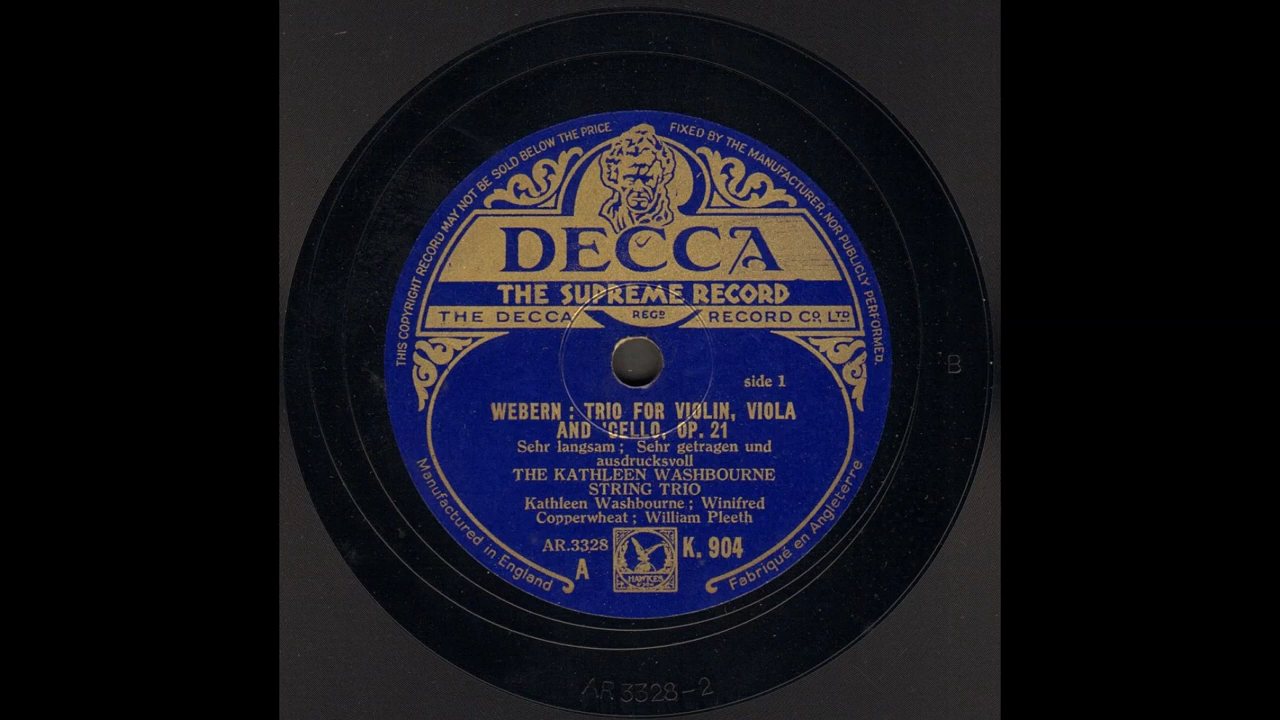 THIS COPYRIGHT RECORD MAY NOT BE SOLD BELOW THE PRICE FIXED BY THE MANUFACTURER, NOR PUBLICLY PERFORMED.
DECCA
THE SUPREME RECORD
THE DECCA REGD RECORD CO. LTD
side 1
WEBERN : TRIO FOR VIOLIN, VIOLA
AND 'CELLO, OP. 21
Sehr langsam ; Sehr getragen und
ausdrucksvoll
THE KATHLEEN WASHBOURNE
STRING TRIO
Kathleen Washbourne ; Winifred
Copperwheat ; William Pleeth
AR.3328 K. 904
A
HAWKES
Manufactured in England
Fabriqué en Angleterre
B
AR 3328-2